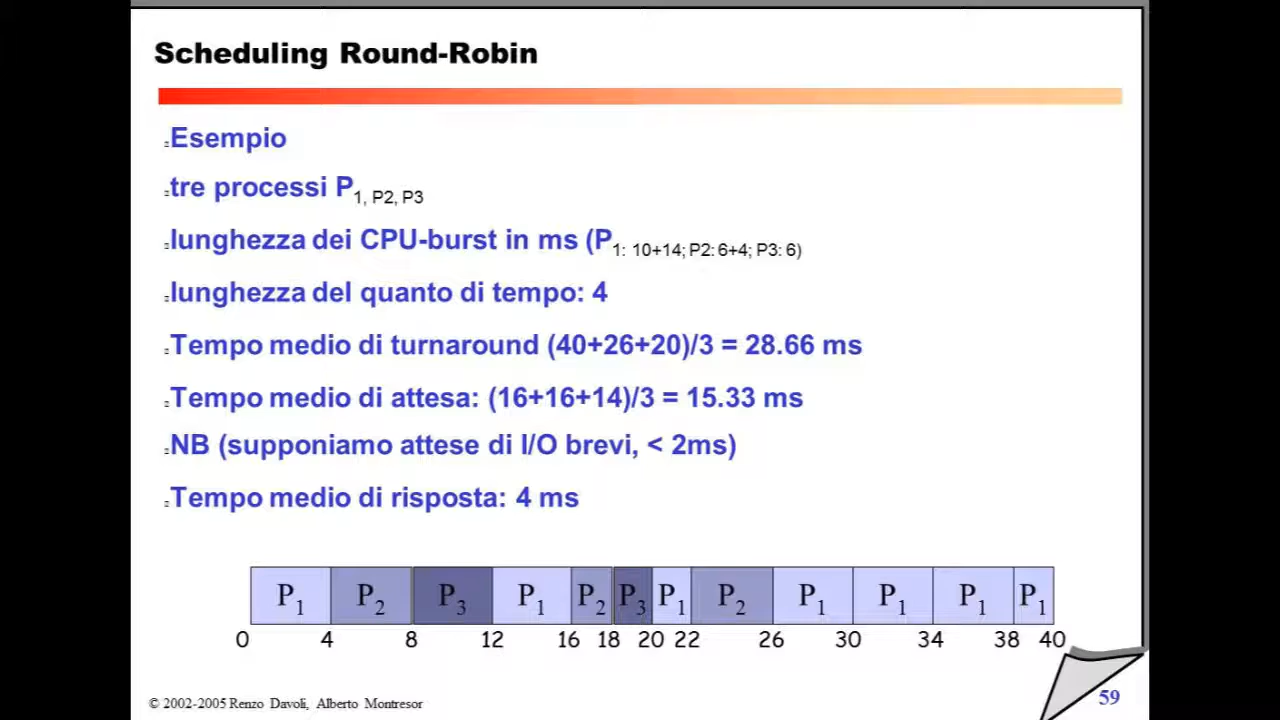 Scheduling Round-Robin
Esempio
tre processi P1, P2, P3
lunghezza dei CPU-burst in ms (P1: 10+14; P2: 6+4; P3: 6)
lunghezza del quanto di tempo: 4
Tempo medio di turnaround (40+26+20)/3 = 28.66 ms
Tempo medio di attesa: (16+16+14)/3 = 15.33 ms
NB (supponiamo attese di I/O brevi, < 2ms)
Tempo medio di risposta: 4 ms
P1 P2 P3 P1 P2 P3 P1 P2 P1 P1 P1 P1
0 4 8 12 16 18 20 22 26 30 34 38 40
© 2002-2005 Renzo Davoli, Alberto Montresor
59